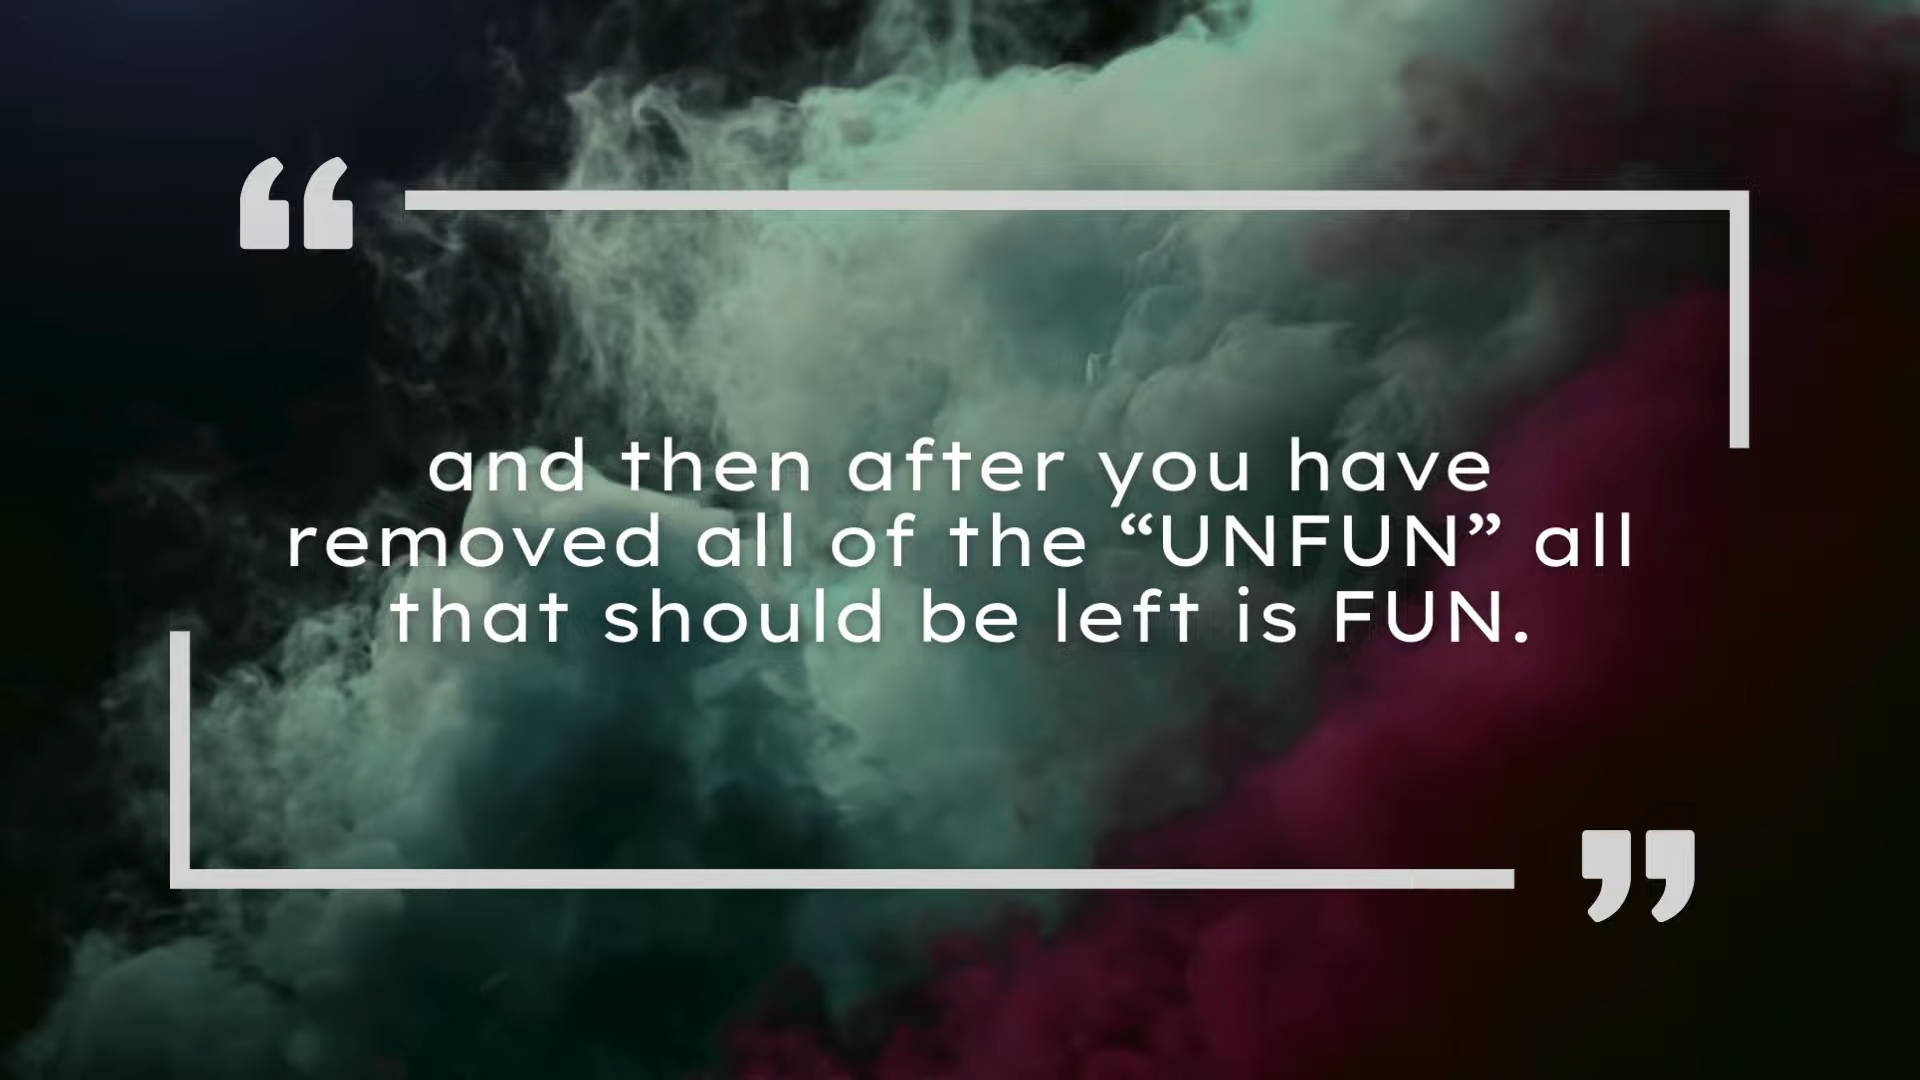 “
and then after you have
removed all of the “UNFUN” all
that should be left is FUN.
”